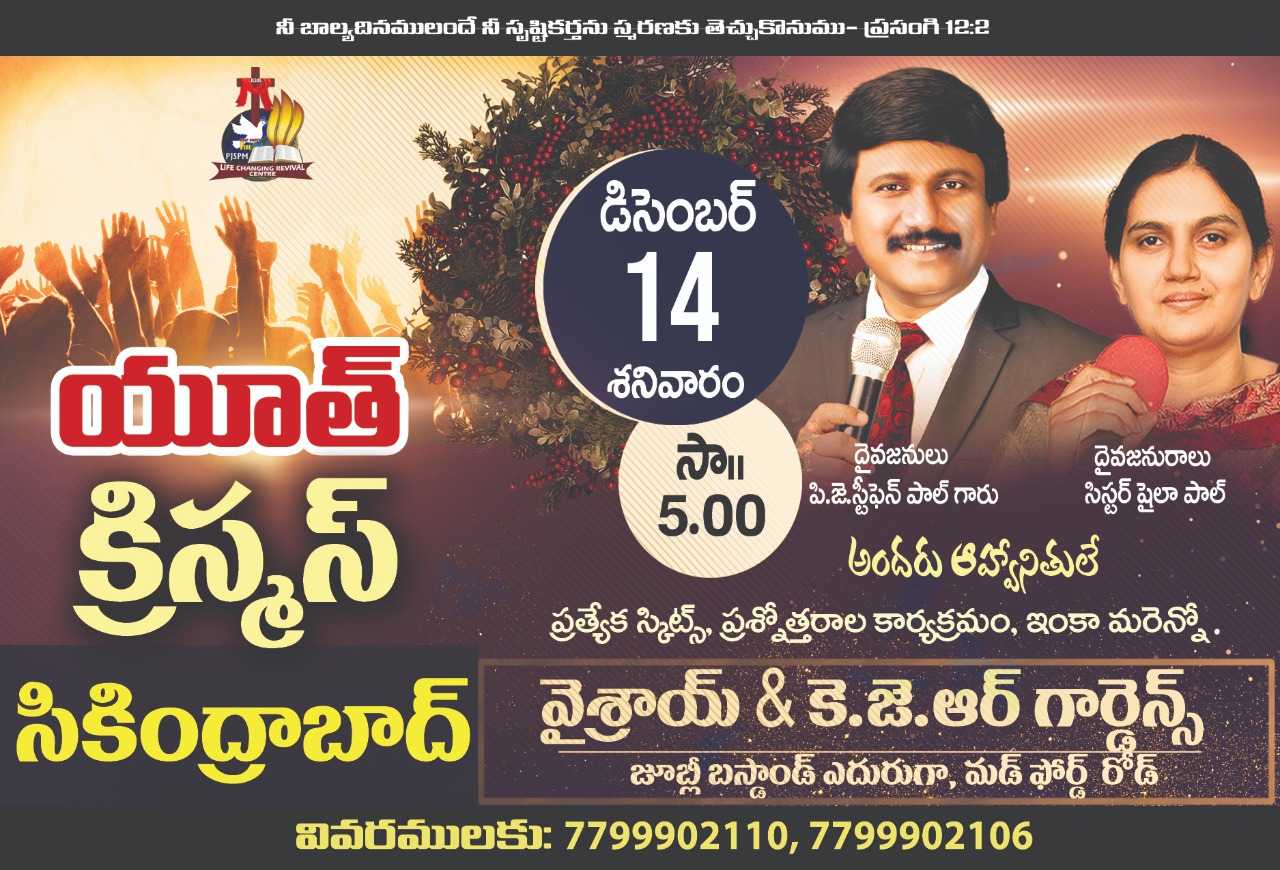 నీ బాల్యదినములందే నీ సృష్టికర్తను స్మరణకు తెచ్చుకొనుము- ప్రసంగి 12:2
PJSPM
LIFE CHANGING REVIVAL
CENTRE
డిసెంబర్
14
శనివారం
సా||
5.00
యూత్
క్రిస్మస్
సికింద్రాబాద్
దైవజనులు
పి.జె.స్టీఫెన్ పాల్ గారు
దైవజనురాలు
సిస్టర్ షైలా పాల్
అందరు ఆహ్వానితులే
ప్రత్యేక స్కిట్స్, ప్రశ్నోత్తరాల కార్యక్రమం, ఇంకా మరెన్నో.
వైశ్రాయ్ & కె.జె.ఆర్ గార్డెన్స్
జూబ్లీ బస్టాండ్ ఎదురుగా, మడ్ ఫోర్డ్ రోడ్
వివరములకు: 7799902110, 7799902106